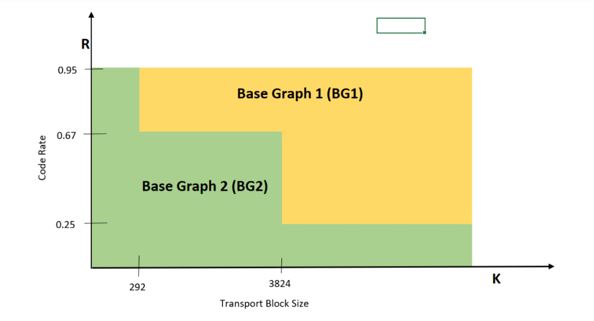 R
0.95
Base Graph 1 (BG1)
0.67
Code Rate
Base Graph 2 (BG2)
0.25
292
3824
K
Transport Block Size